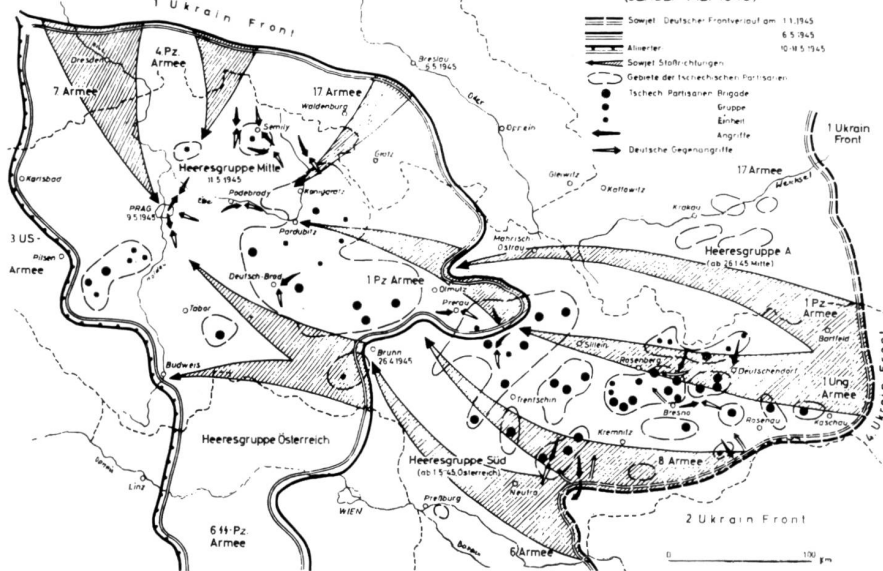 1 Ukrain Front
Sowjet. Deutscher Frontverlauf am 1.1.1945
6.5.1945
Alliierter 10-11.5.1945
Sowjet Stoßrichtungen
Gebiete der tschechischen Partisanen
Tschech Partisanen Brigade
Gruppe
Einheit
Angriffe
Deutsche Gegenangriffe
Dresden
4.Pz.
Armee
7 Armee
Breslau
6.5.1945
Oder
Oppeln
17 Armee
Waldenburg
Semily
Glatz
Gleiwitz
Kattowitz
1 Ukrain
Front
17 Armee
Weichsel
Krakau
Karlsbad
Heeresgruppe Mitte
11.5.1945
Podebrady
Königgrätz
Elbe
PRAG
9.5.1945
Pardubitz
3 US-
Armee
Pilsen
Mährisch
Ostrau
Heeresgruppe A
(ab 26.1.45 Mitte)
Deutsch-Brod
1 Pz Armee
Olmütz
Prerau
1 Pz-
Armee
Bartfeld
Tabor
Brünn
26.4.1945
Sillein
Rosenberg
Deutschendorf
1 Ung.
Armee
Budweis
Trentschin
Bresno
Rosenau
Kaschau
4 Ukrain Front
Kremnitz
Heeresgruppe Österreich
Heeresgruppe Süd
(ab 1.5.45 Österreich)
8 Armee
Neutra
Donau
Linz
WIEN
Preßburg
2 Ukrain Front
6 SS-Pz.
Armee
Donau
6 Armee
0 100 km